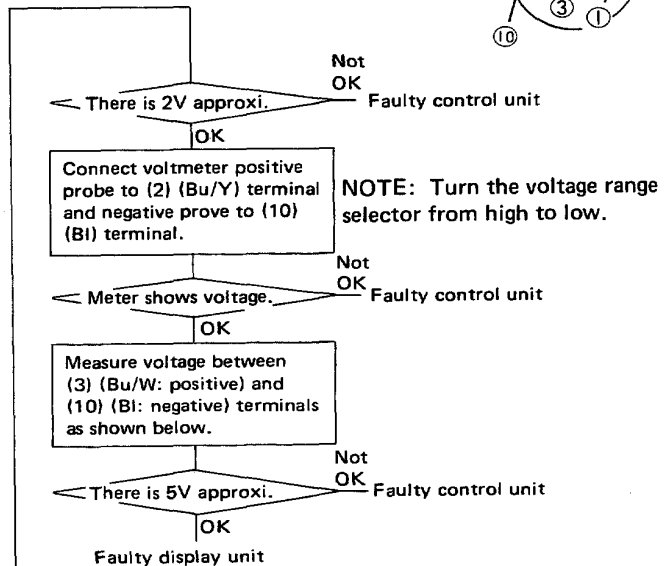 ③
①
⑩
Not
OK
There is 2V approxi.
Faulty control unit
OK
Connect voltmeter positive
probe to (2) (Bu/Y) terminal
and negative prove to (10)
(Bl) terminal.
NOTE: Turn the voltage range
selector from high to low.
Not
OK
Meter shows voltage.
Faulty control unit
OK
Measure voltage between
(3) (Bu/W: positive) and
(10) (Bl: negative) terminals
as shown below.
Not
OK
There is 5V approxi.
Faulty control unit
OK
Faulty display unit